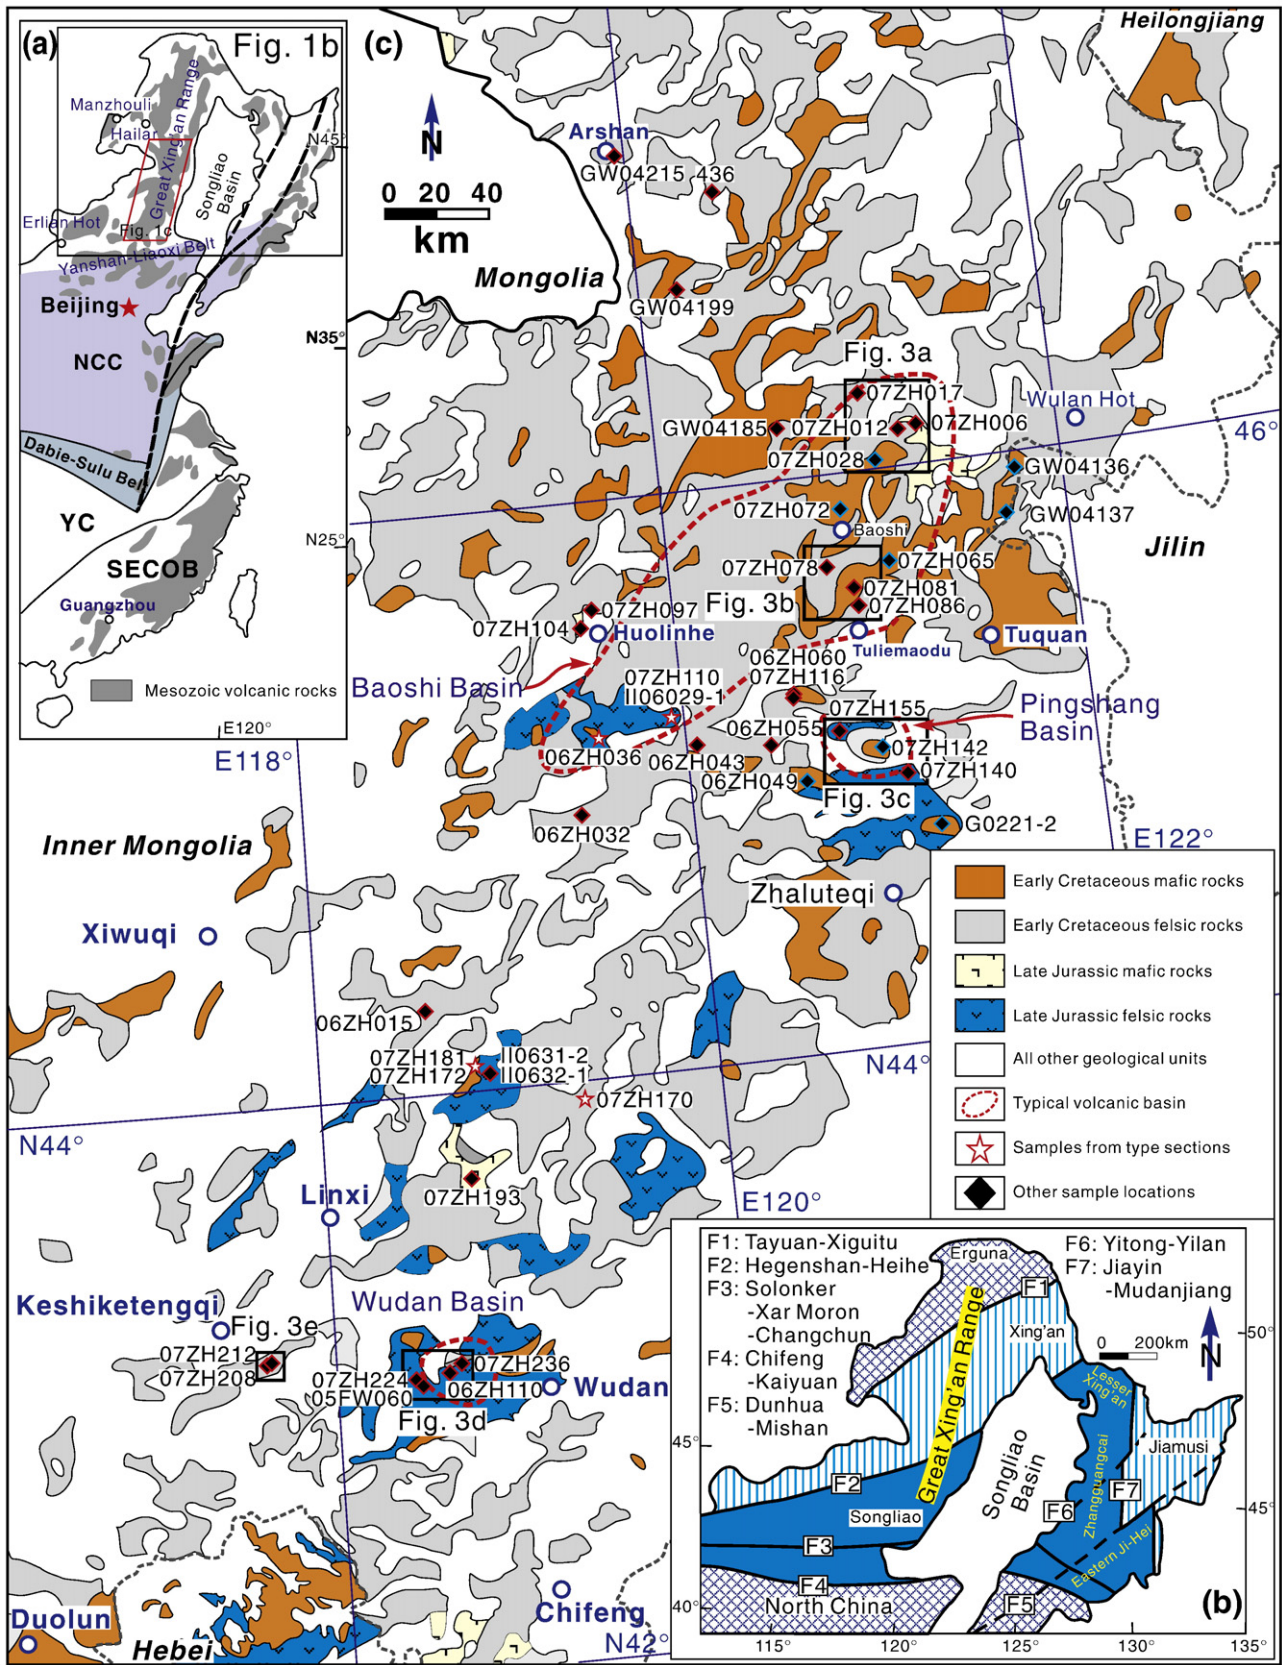 (a)
Fig. 1b
Manzhouli
Hailar
Great Xing'an Range
N45°
Songliao
Basin
Erlian Hot
Fig. 1c
Yanshan-Liaoxi Belt
Beijing
N35°
NCC
Dabie-Sulu Belt
YC
N25°
SECOB
Guangzhou
Mesozoic volcanic rocks
E120°
(c)
Heilongjiang
N
Arshan
GW04215
436
0 20 40
km
Mongolia
GW04199
Fig. 3a
07ZH017
Wulan Hot
GW04185
07ZH012
07ZH006
46°
07ZH028
GW04136
07ZH072
GW04137
Baoshi
Jilin
07ZH078
07ZH065
07ZH081
Fig. 3b
07ZH086
07ZH097
07ZH104
Huolinhe
Tuliemaodu
Tuquan
06ZH060
07ZH116
Baoshi Basin
07ZH110
II06029-1
07ZH155
Pingshang
Basin
06ZH055
07ZH142
06ZH036
06ZH043
07ZH140
06ZH049
E118°
Fig. 3c
06ZH032
G0221-2
E122°
Inner Mongolia
Zhaluteqi
Xiwuqi
06ZH015
07ZH181
II0631-2
07ZH172
II0632-1
N44°
07ZH170
N44°
07ZH193
Linxi
E120°
Early Cretaceous mafic rocks
Early Cretaceous felsic rocks
Late Jurassic mafic rocks
Late Jurassic felsic rocks
All other geological units
Typical volcanic basin
Samples from type sections
Other sample locations
Keshiketengqi
Wudan Basin
Fig. 3e
07ZH212
07ZH208
07ZH236
07ZH224
06ZH110
05FW060
Wudan
Fig. 3d
Duolun
Hebei
Chifeng
N42°
F1: Tayuan-Xiguitu
F2: Hegenshan-Heihe
F3: Solonker
-Xar Moron
-Changchun
F4: Chifeng
-Kaiyuan
F5: Dunhua
-Mishan
F6: Yitong-Yilan
F7: Jiayin
-Mudanjiang
Erguna
F1
Xing'an
0 200km
N
50°
Great Xing'an Range
Lesser
Xing'an
45°
Jiamusi
Songliao
Basin
Zhangguangcai
F2
F7
F6
45°
Songliao
F3
Eastern Ji-Hei
F4
F5
North China
(b)
40°
115°
120°
125°
130°
135°